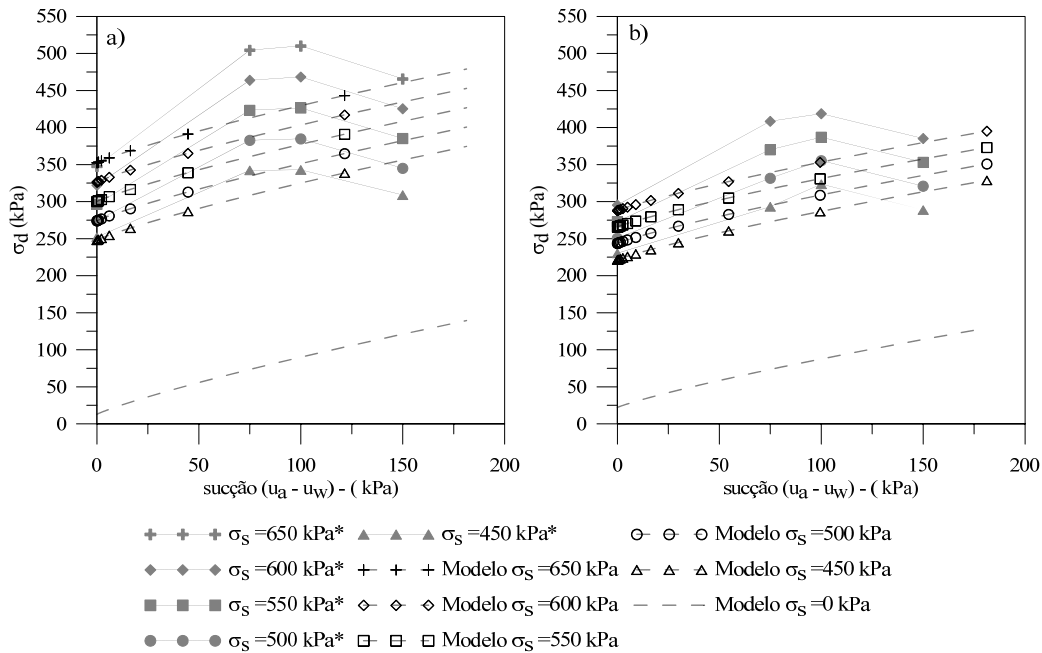 a)
b)
550
500
450
400
350
300
250
200
150
100
50
0
σd (kPa)
0 50 100 150 200
sucção (ua - uw) - ( kPa)
550
500
450
400
350
300
250
200
150
100
50
0
σd (kPa)
0 50 100 150 200
sucção (ua - uw) - ( kPa)
σS =650 kPa* σS =450 kPa* Modelo σS =500 kPa
σS =600 kPa* Modelo σS =650 kPa Modelo σS =450 kPa
σS =550 kPa* Modelo σS =600 kPa Modelo σS =0 kPa
σS =500 kPa* Modelo σS =550 kPa